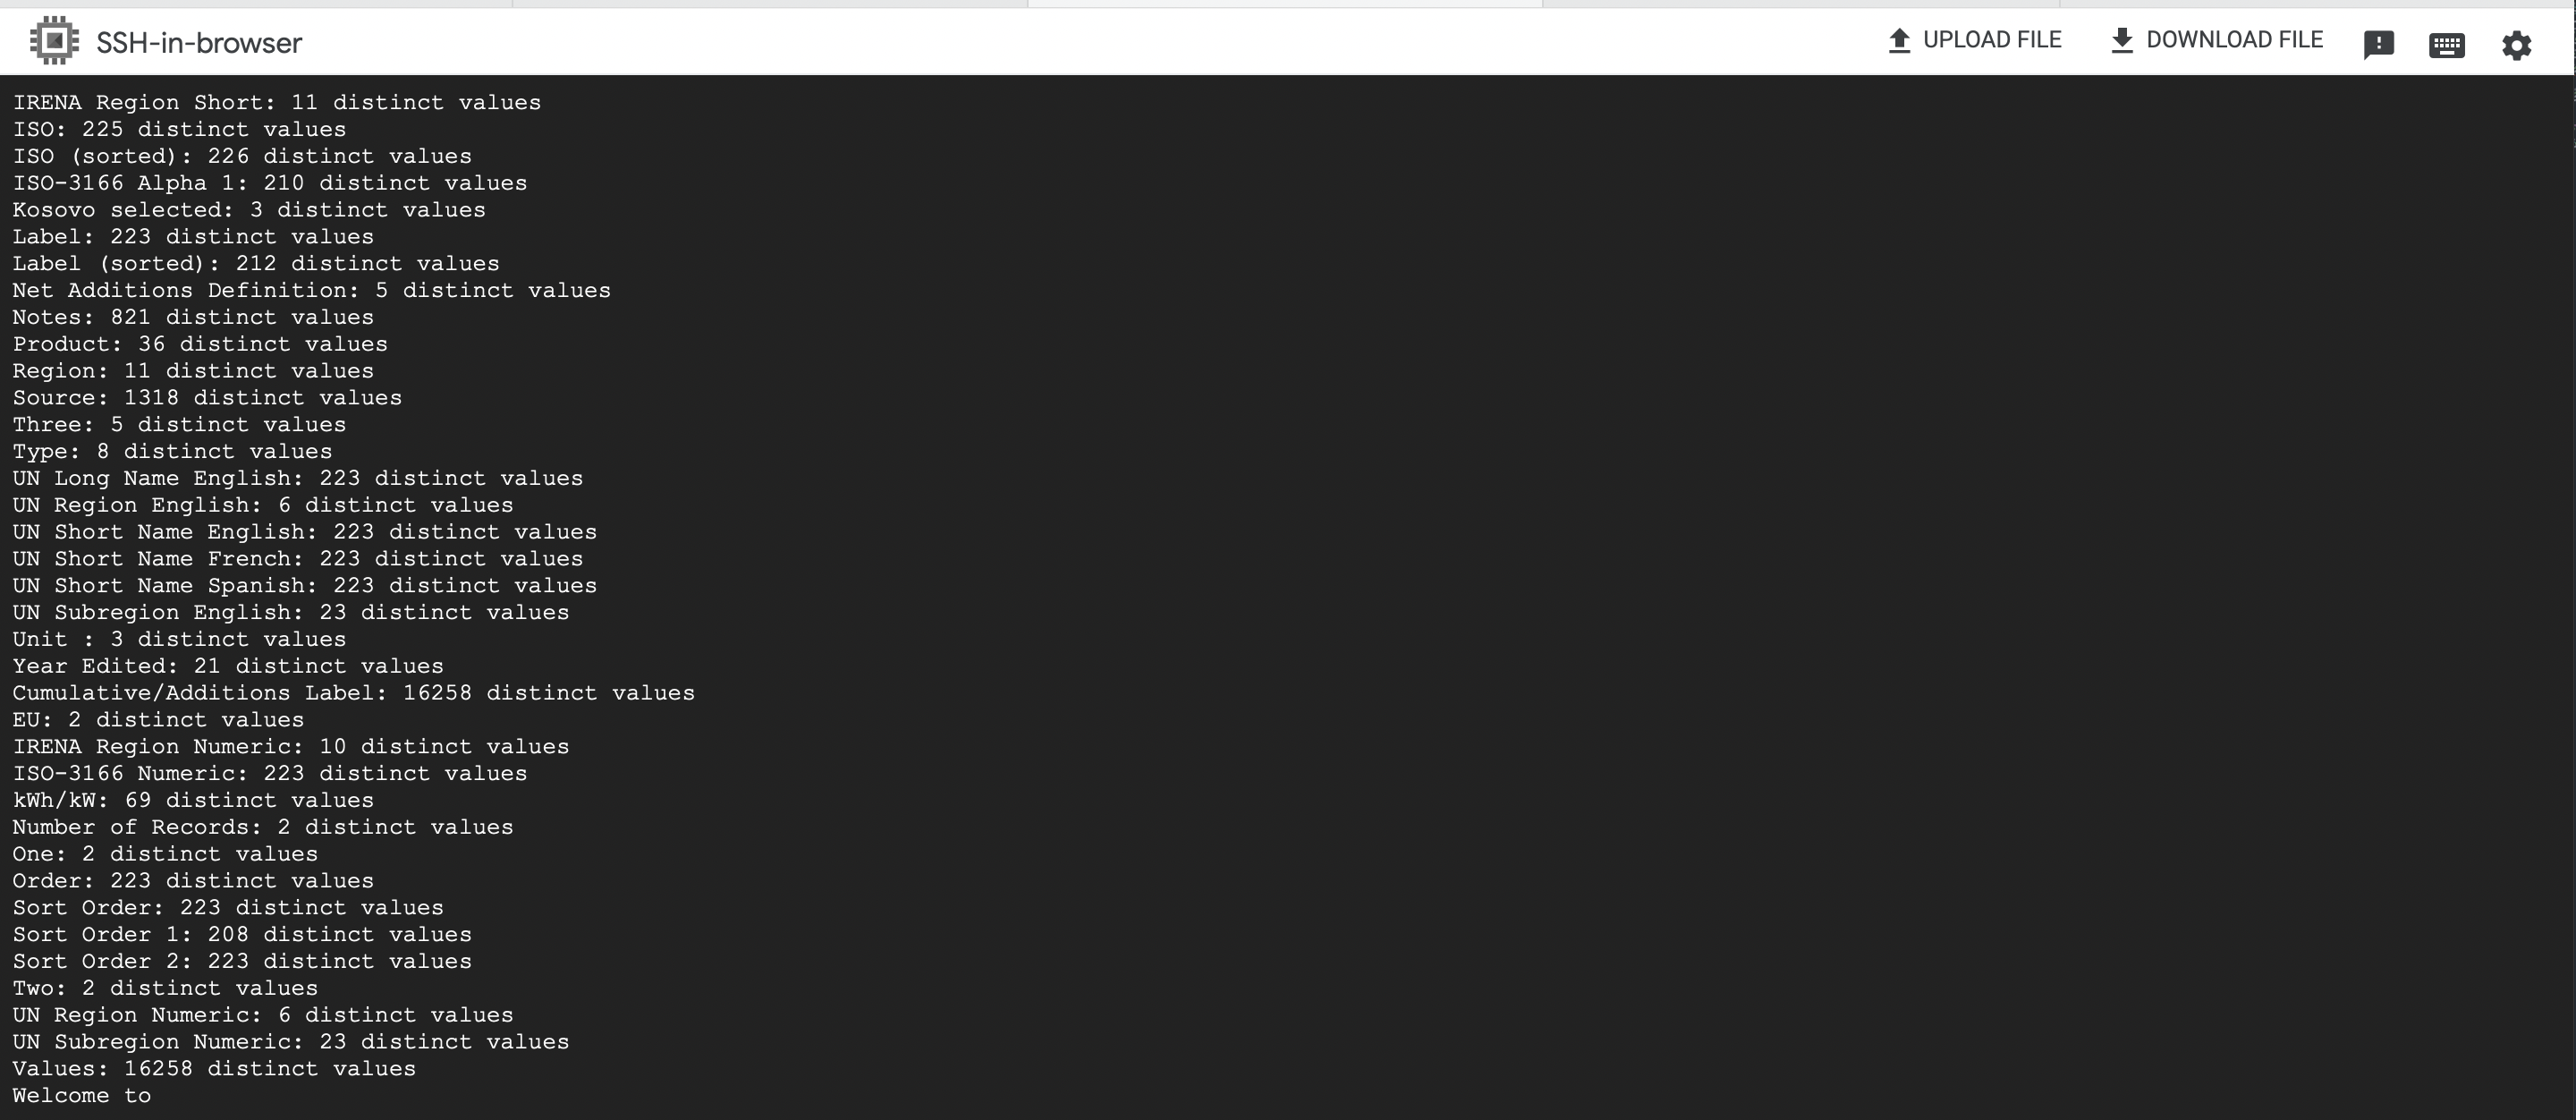 SSH-in-browser
UPLOAD FILE
DOWNLOAD FILE
IRENA Region Short: 11 distinct values
ISO: 225 distinct values
ISO (sorted): 226 distinct values
ISO-3166 Alpha 1: 210 distinct values
Kosovo selected: 3 distinct values
Label: 223 distinct values
Label (sorted): 212 distinct values
Net Additions Definition: 5 distinct values
Notes: 821 distinct values
Product: 36 distinct values
Region: 11 distinct values
Source: 1318 distinct values
Three: 5 distinct values
Type: 8 distinct values
UN Long Name English: 223 distinct values
UN Region English: 6 distinct values
UN Short Name English: 223 distinct values
UN Short Name French: 223 distinct values
UN Short Name Spanish: 223 distinct values
UN Subregion English: 23 distinct values
Unit : 3 distinct values
Year Edited: 21 distinct values
Cumulative/Additions Label: 16258 distinct values
EU: 2 distinct values
IRENA Region Numeric: 10 distinct values
ISO-3166 Numeric: 223 distinct values
kWh/kW: 69 distinct values
Number of Records: 2 distinct values
One: 2 distinct values
Order: 223 distinct values
Sort Order: 223 distinct values
Sort Order 1: 208 distinct values
Sort Order 2: 223 distinct values
Two: 2 distinct values
UN Region Numeric: 6 distinct values
UN Subregion Numeric: 23 distinct values
Values: 16258 distinct values
Welcome to